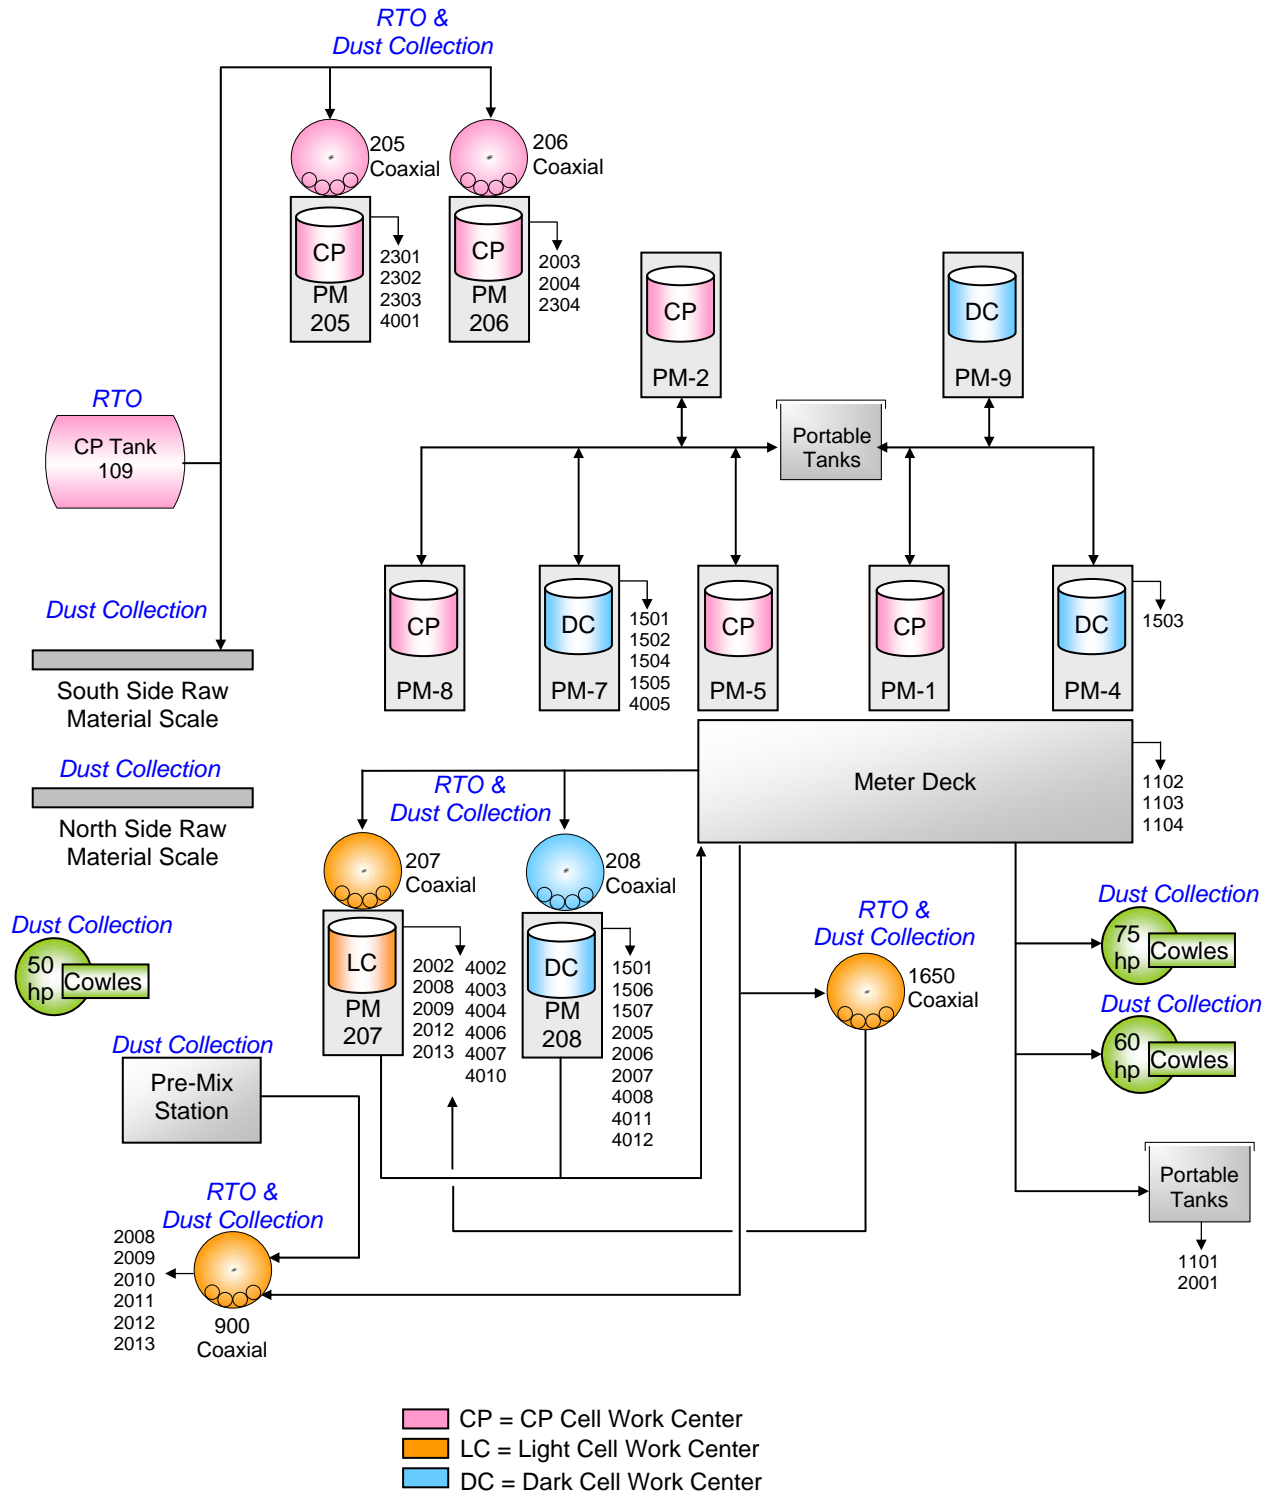 RTO &
Dust Collection
205
Coaxial
206
Coaxial
CP
PM
205
2301
2302
2303
4001
CP
PM
206
2003
2004
2304
CP
PM-2
DC
PM-9
RTO
CP Tank
109
Portable
Tanks
Dust Collection
South Side Raw
Material Scale
CP
PM-8
DC
PM-7
1501
1502
1504
1505
4005
CP
PM-5
CP
PM-1
DC
PM-4
1503
Dust Collection
North Side Raw
Material Scale
RTO &
Dust Collection
Meter Deck
1102
1103
1104
207
Coaxial
208
Coaxial
Dust Collection
50
hp
Cowles
LC
PM
207
2002
2008
2009
2012
2013
4002
4003
4004
4006
4007
4010
DC
PM
208
1501
1506
1507
2005
2006
2007
4008
4011
4012
RTO &
Dust Collection
1650
Coaxial
Dust Collection
75
hp
Cowles
Dust Collection
60
hp
Cowles
Dust Collection
Pre-Mix
Station
Portable
Tanks
1101
2001
RTO &
Dust Collection
2008
2009
2010
2011
2012
2013
900
Coaxial
CP = CP Cell Work Center
LC = Light Cell Work Center
DC = Dark Cell Work Center